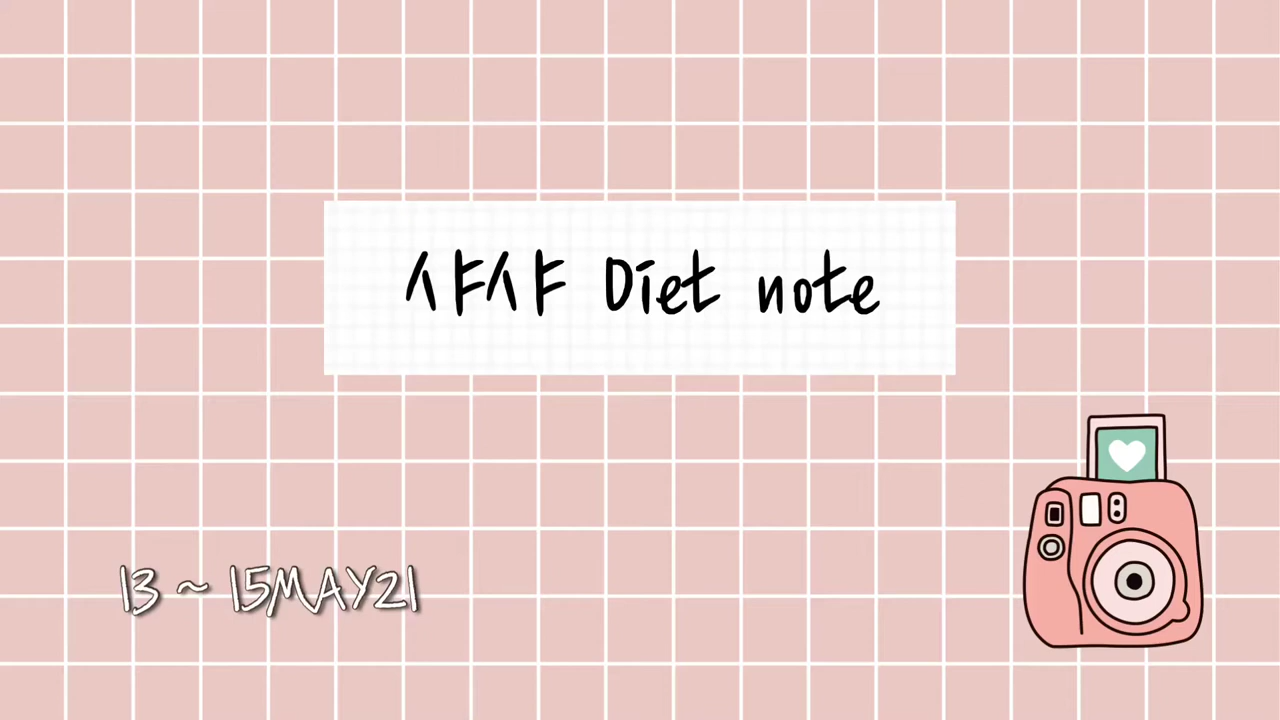 샤샤 Diet note
13 ~ 15MAY21